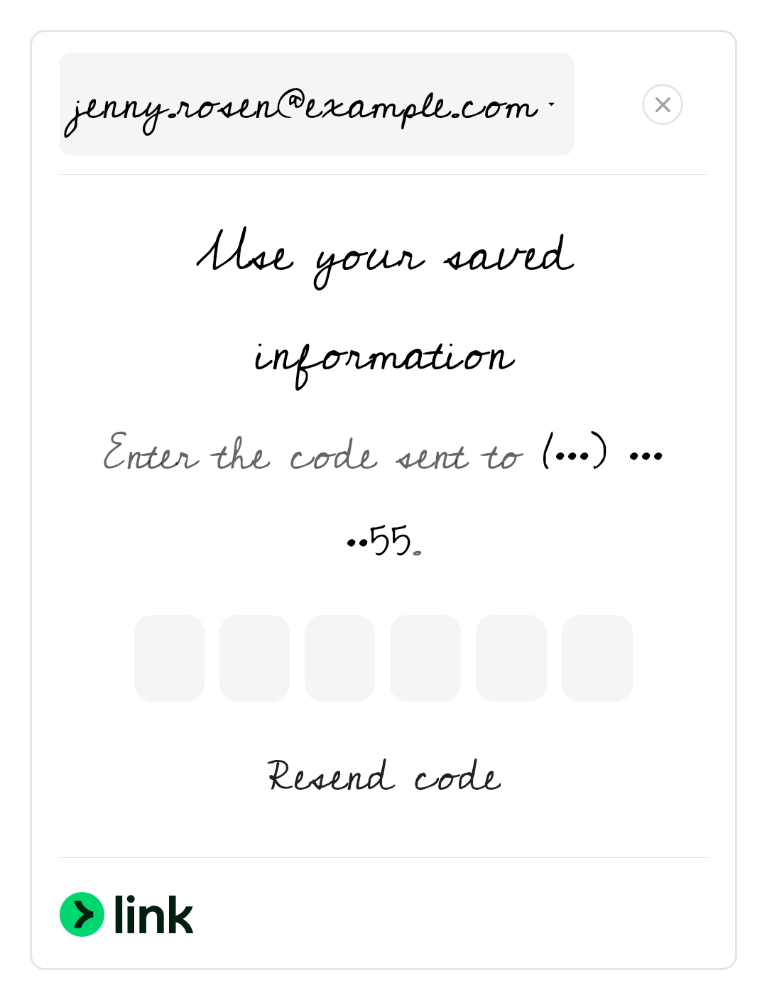 jenny.rosen@example.com
Use your saved
information
Enter the code sent to (•••) •••
••55.
Resend code
link